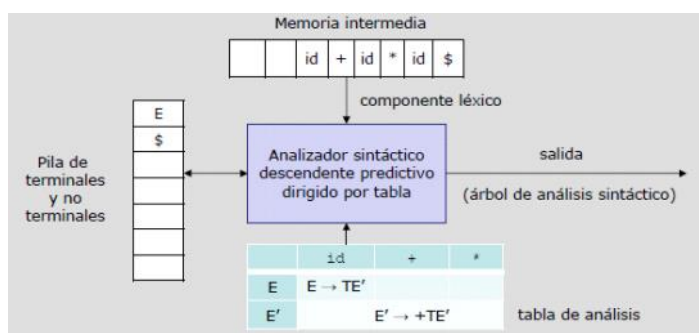 Memoria intermedia
id + id * id $
componente léxico
E
$
Pila de
terminales
y no
terminales
Analizador sintáctico
descendente predictivo
dirigido por tabla
salida
(árbol de análisis sintáctico)
id + *
E E → TE′
E′ E′ → +TE′
tabla de análisis